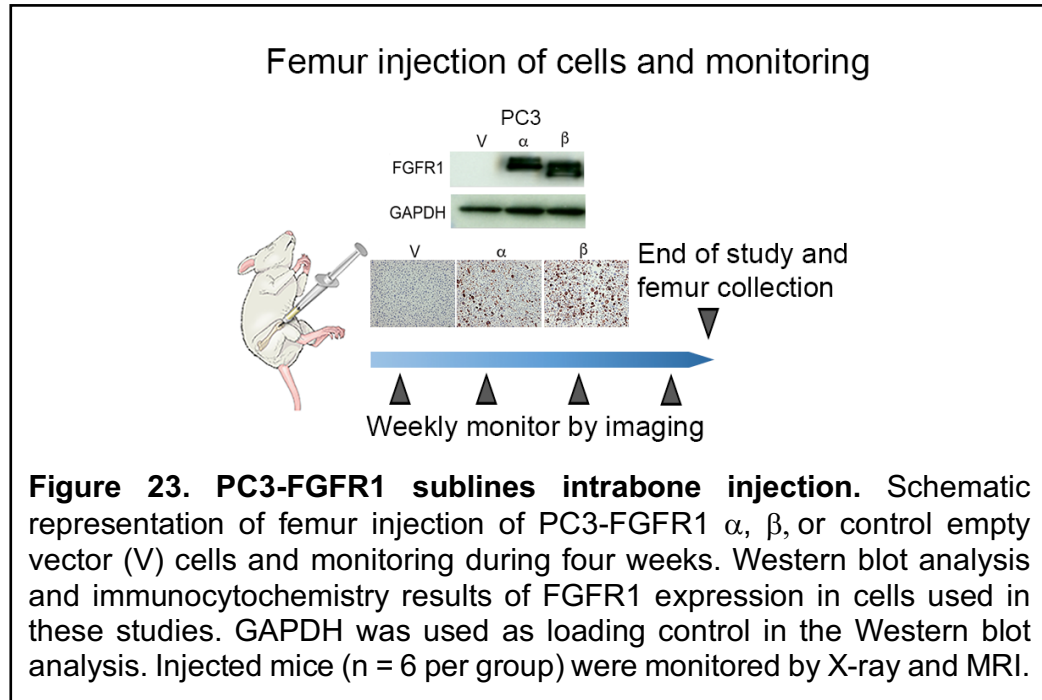 Femur injection of cells and monitoring
PC3
V α β
FGFR1
GAPDH
V α β
End of study and
femur collection
Weekly monitor by imaging
Figure 23. PC3-FGFR1 sublines intrabone injection. Schematic
representation of femur injection of PC3-FGFR1 α, β, or control empty
vector (V) cells and monitoring during four weeks. Western blot analysis
and immunocytochemistry results of FGFR1 expression in cells used in
these studies. GAPDH was used as loading control in the Western blot
analysis. Injected mice (n = 6 per group) were monitored by X-ray and MRI.